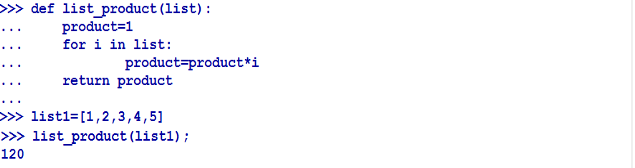 >>> def list_product(list):
...     product=1
...     for i in list:
...             product=product*i
...     return product
...
>>> list1=[1,2,3,4,5]
>>> list_product(list1);
120